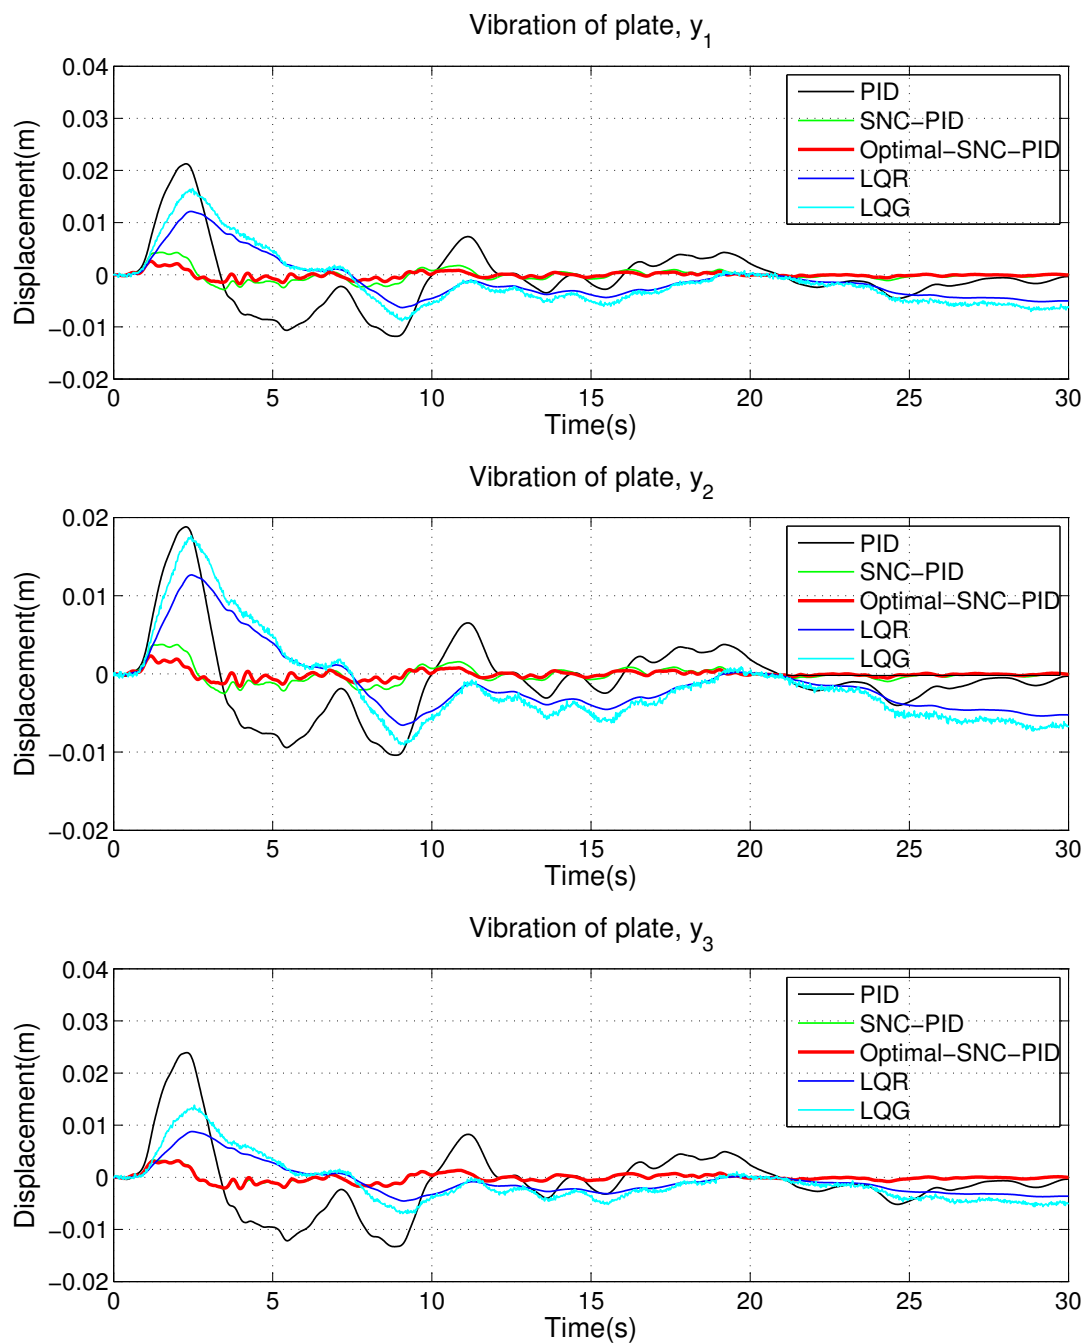 Vibration of plate, y1
Displacement(m)
0.04
0.03
0.02
0.01
0
−0.01
−0.02
PID
SNC−PID
Optimal−SNC−PID
LQR
LQG
0 5 10 15 20 25 30
Time(s)
Vibration of plate, y2
Displacement(m)
0.02
0.01
0
−0.01
−0.02
PID
SNC−PID
Optimal−SNC−PID
LQR
LQG
0 5 10 15 20 25 30
Time(s)
Vibration of plate, y3
Displacement(m)
0.04
0.03
0.02
0.01
0
−0.01
−0.02
PID
SNC−PID
Optimal−SNC−PID
LQR
LQG
0 5 10 15 20 25 30
Time(s)